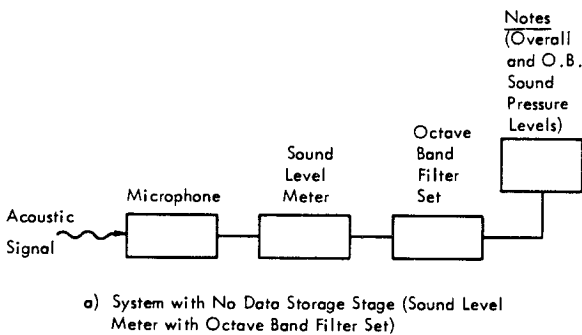 Notes
(Overall
and O.B.
Sound
Pressure
Levels)
Octave
Band
Filter
Set
Sound
Level
Meter
Microphone
Acoustic
Signal
a) System with No Data Storage Stage (Sound Level
Meter with Octave Band Filter Set)